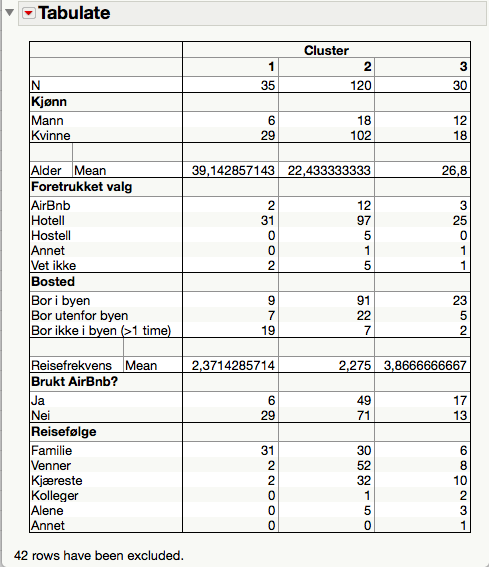 Tabulate
Cluster
1 2 3
N 35 120 30
Kjønn
Mann 6 18 12
Kvinne 29 102 18
Alder Mean 39,142857143 22,433333333 26,8
Foretrukket valg
AirBnb 2 12 3
Hotell 31 97 25
Hostell 0 5 0
Annet 0 1 1
Vet ikke 2 5 1
Bosted
Bor i byen 9 91 23
Bor utenfor byen 7 22 5
Bor ikke i byen (>1 time) 19 7 2
Reisefrekvens Mean 2,3714285714 2,275 3,8666666667
Brukt AirBnb?
Ja 6 49 17
Nei 29 71 13
Reisefølge
Familie 31 30 6
Venner 2 52 8
Kjæreste 2 32 10
Kolleger 0 1 2
Alene 0 5 3
Annet 0 0 1
42 rows have been excluded.